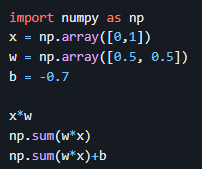 import numpy as np
x = np.array([0,1])
w = np.array([0.5, 0.5])
b = -0.7

x*w
np.sum(w*x)
np.sum(w*x)+b